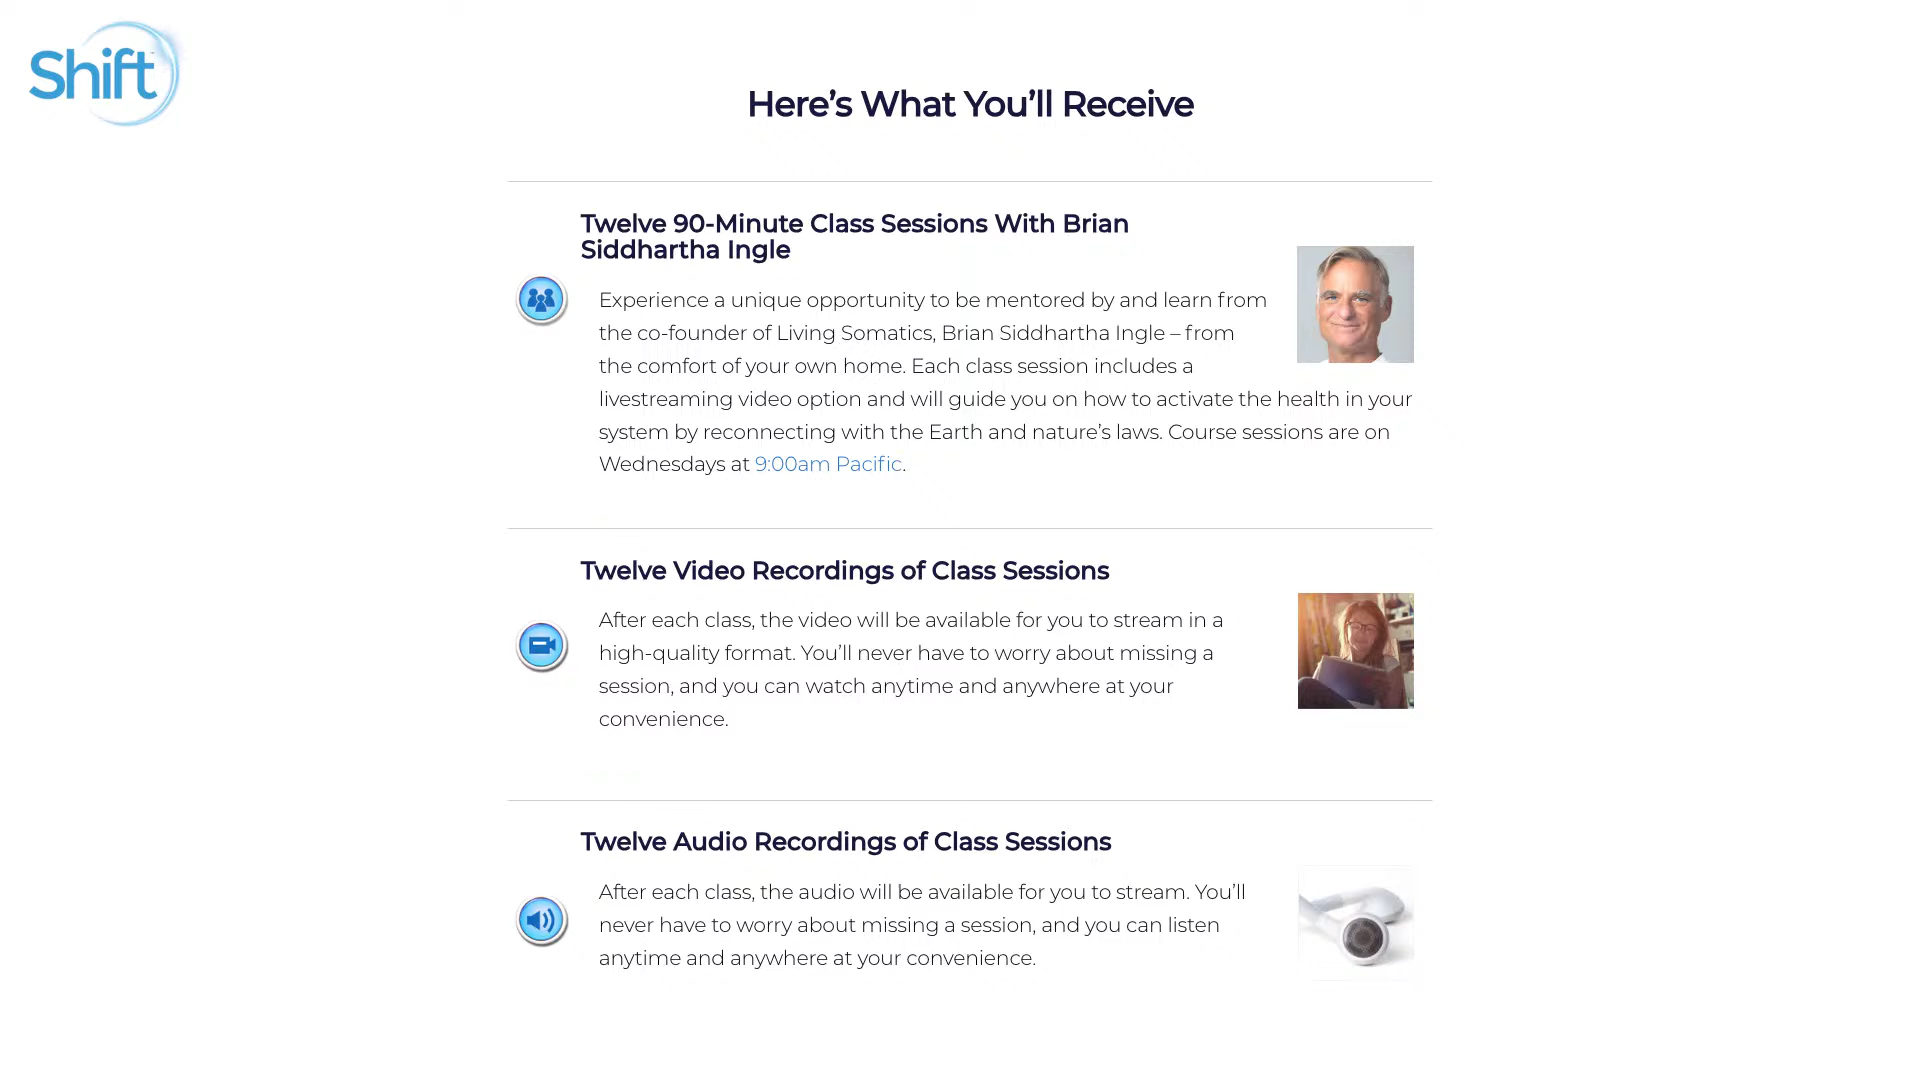 Shift
Here’s What You’ll Receive
Twelve 90-Minute Class Sessions With Brian
Siddhartha Ingle
Experience a unique opportunity to be mentored by and learn from
the co-founder of Living Somatics, Brian Siddhartha Ingle – from
the comfort of your own home. Each class session includes a
livestreaming video option and will guide you on how to activate the health in your
system by reconnecting with the Earth and nature’s laws. Course sessions are on
Wednesdays at 9:00am Pacific.
Twelve Video Recordings of Class Sessions
After each class, the video will be available for you to stream in a
high-quality format. You’ll never have to worry about missing a
session, and you can watch anytime and anywhere at your
convenience.
Twelve Audio Recordings of Class Sessions
After each class, the audio will be available for you to stream. You’ll
never have to worry about missing a session, and you can listen
anytime and anywhere at your convenience.